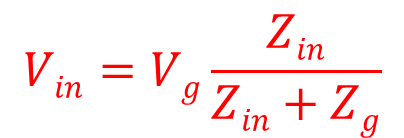 V_in = V_g Z_in / (Z_in + Z_g)